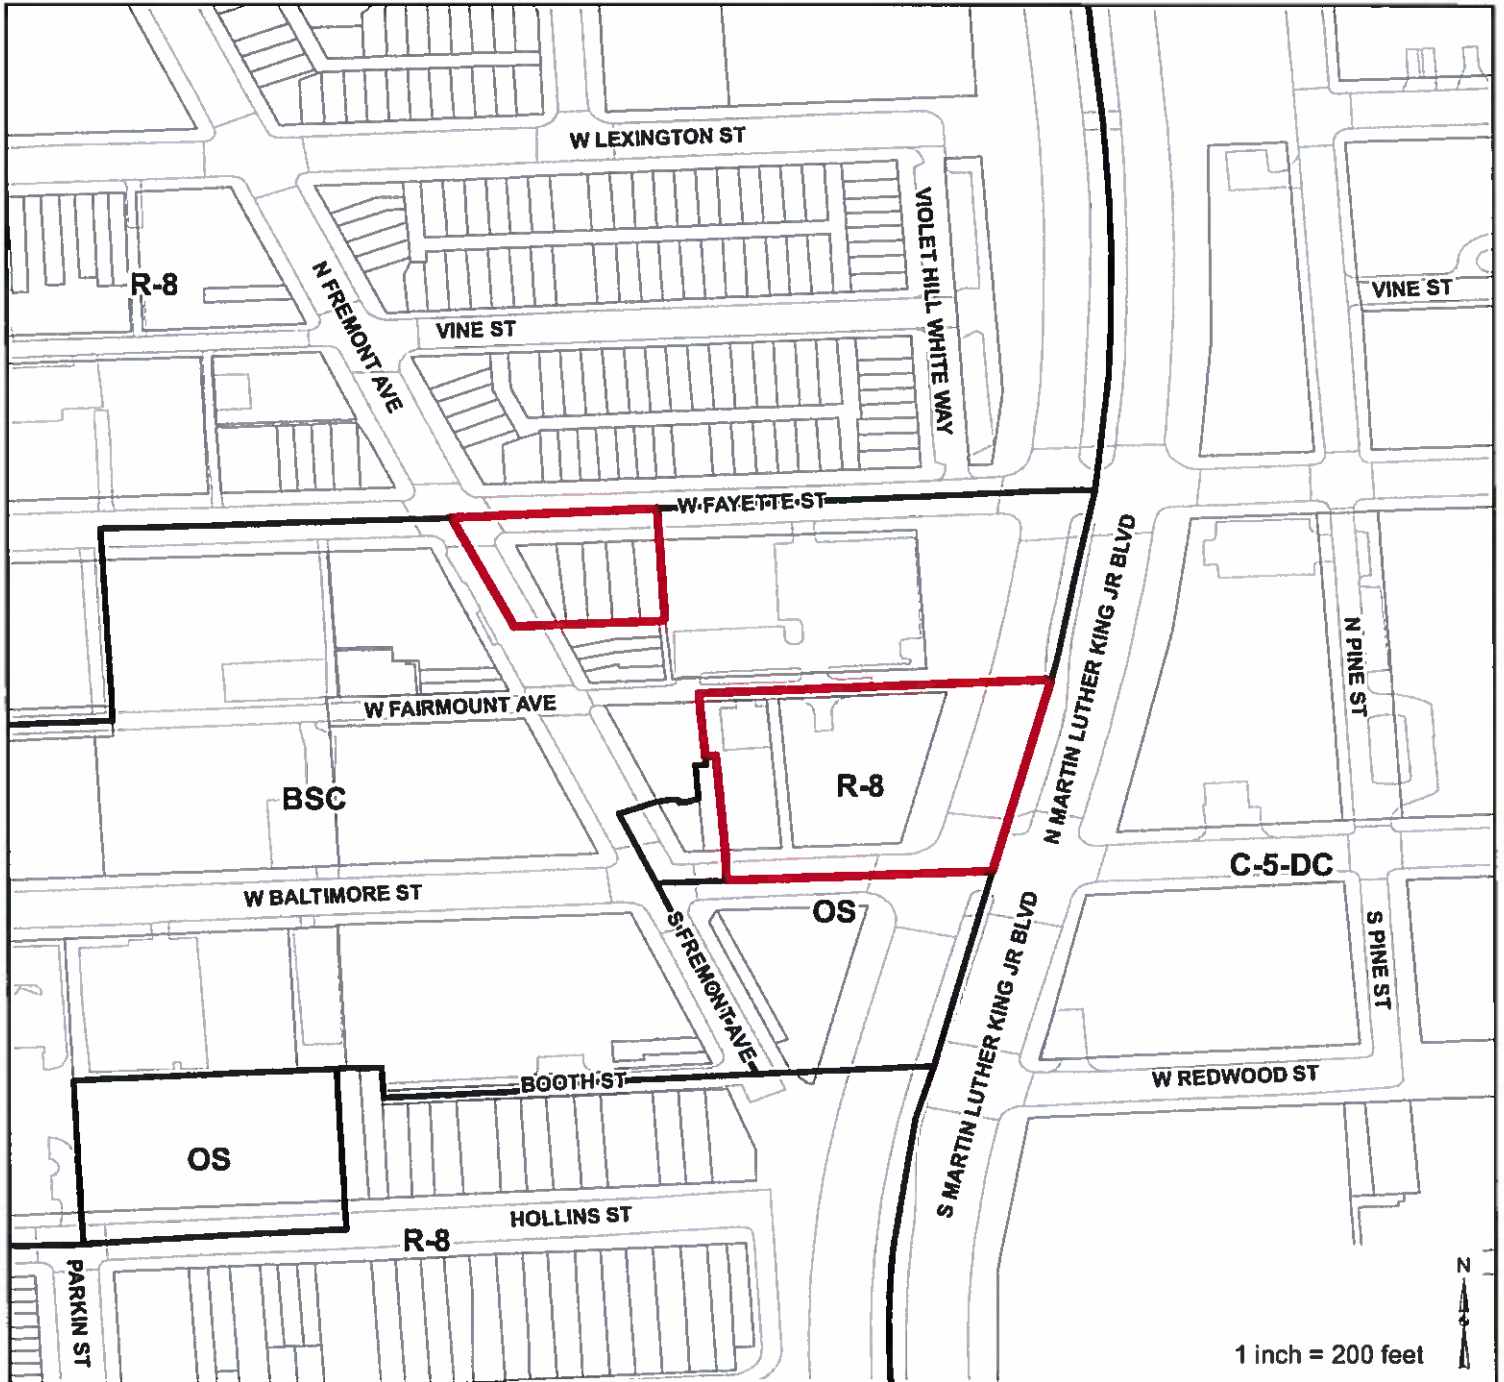 W LEXINGTON ST
VIOLET HILL WHITE WAY
R-8
N FREMONT AVE
VINE ST
VINE ST
W FAYETTE ST
N MARTIN LUTHER KING JR BLVD
N PINE ST
W FAIRMOUNT AVE
BSC
R-8
C-5-DC
W BALTIMORE ST
OS
S FREMONT AVE
S MARTIN LUTHER KING JR BLVD
S PINE ST
BOOTH ST
W REDWOOD ST
OS
HOLLINS ST
R-8
PARKIN ST
N
1 inch = 200 feet